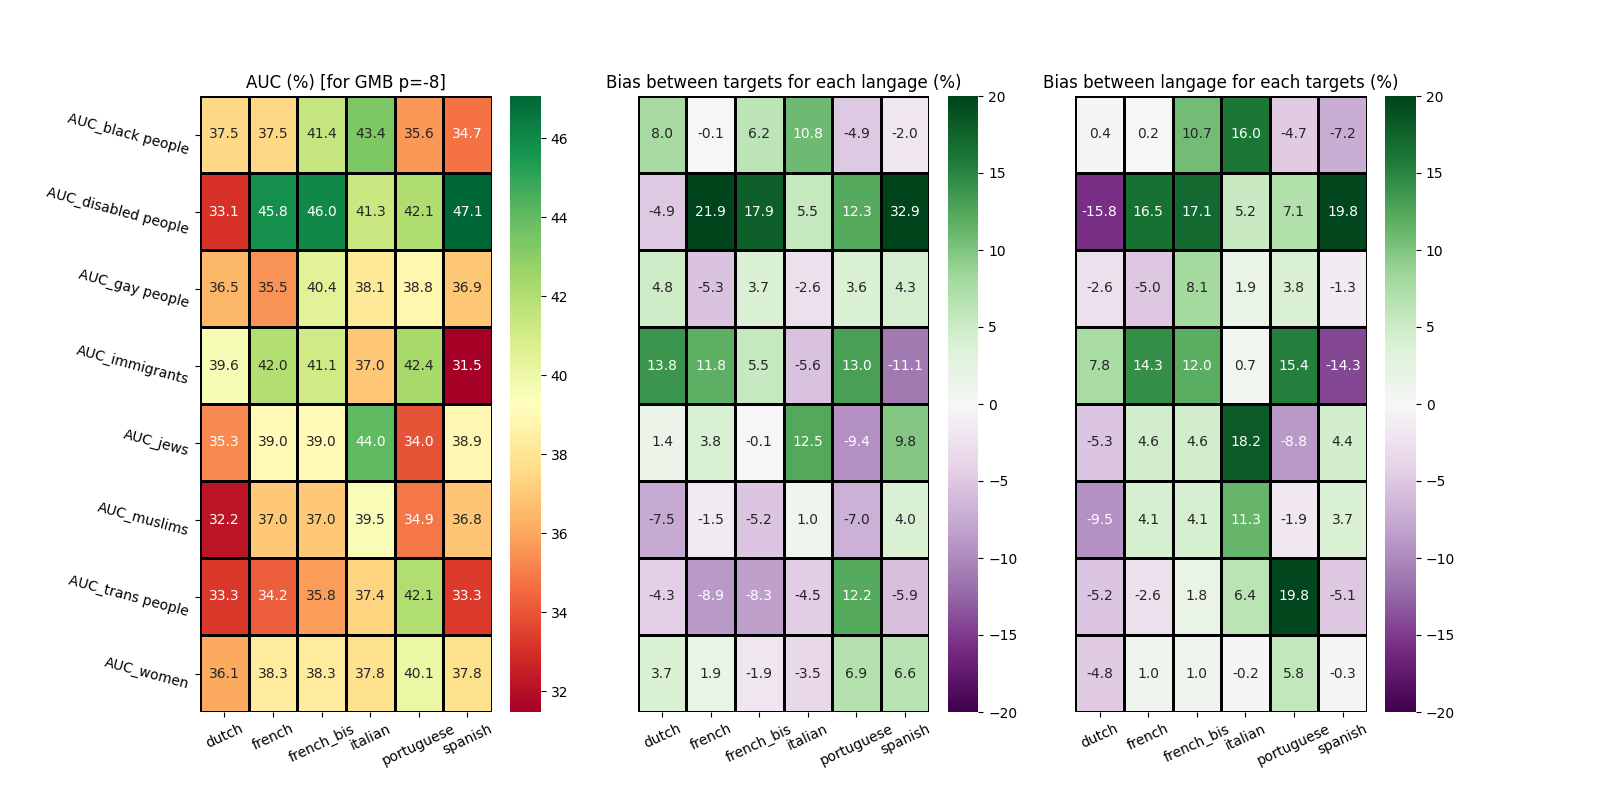 AUC (%) [for GMB p=-8] Bias between targets for each langage (%) Bias between langage for each targets (%)
AUC_black people 37.5 37.5 41.4 43.4 35.6 34.7 8.0 -0.1 6.2 10.8 -4.9 -2.0 0.4 0.2 10.7 16.0 -4.7 -7.2
AUC_disabled people 33.1 45.8 46.0 41.3 42.1 47.1 -4.9 21.9 17.9 5.5 12.3 32.9 -15.8 16.5 17.1 5.2 7.1 19.8
AUC_gay people 36.5 35.5 40.4 38.1 38.8 36.9 4.8 -5.3 3.7 -2.6 3.6 4.3 -2.6 -5.0 8.1 1.9 3.8 -1.3
AUC_immigrants 39.6 42.0 41.1 37.0 42.4 31.5 13.8 11.8 5.5 -5.6 13.0 -11.1 7.8 14.3 12.0 0.7 15.4 -14.3
AUC_jews 35.3 39.0 39.0 44.0 34.0 38.9 1.4 3.8 -0.1 12.5 -9.4 9.8 -5.3 4.6 4.6 18.2 -8.8 4.4
AUC_muslims 32.2 37.0 37.0 39.5 34.9 36.8 -7.5 -1.5 -5.2 1.0 -7.0 4.0 -9.5 4.1 4.1 11.3 -1.9 3.7
AUC_trans people 33.3 34.2 35.8 37.4 42.1 33.3 -4.3 -8.9 -8.3 -4.5 12.2 -5.9 -5.2 -2.6 1.8 6.4 19.8 -5.1
AUC_women 36.1 38.3 38.3 37.8 40.1 37.8 3.7 1.9 -1.9 -3.5 6.9 6.6 -4.8 1.0 1.0 -0.2 5.8 -0.3
dutch french french_bis italian portuguese spanish dutch french french_bis italian portuguese spanish dutch french french_bis italian portuguese spanish
46
44
42
40
38
36
34
32
20
15
10
5
0
−5
−10
−15
−20
20
15
10
5
0
−5
−10
−15
−20